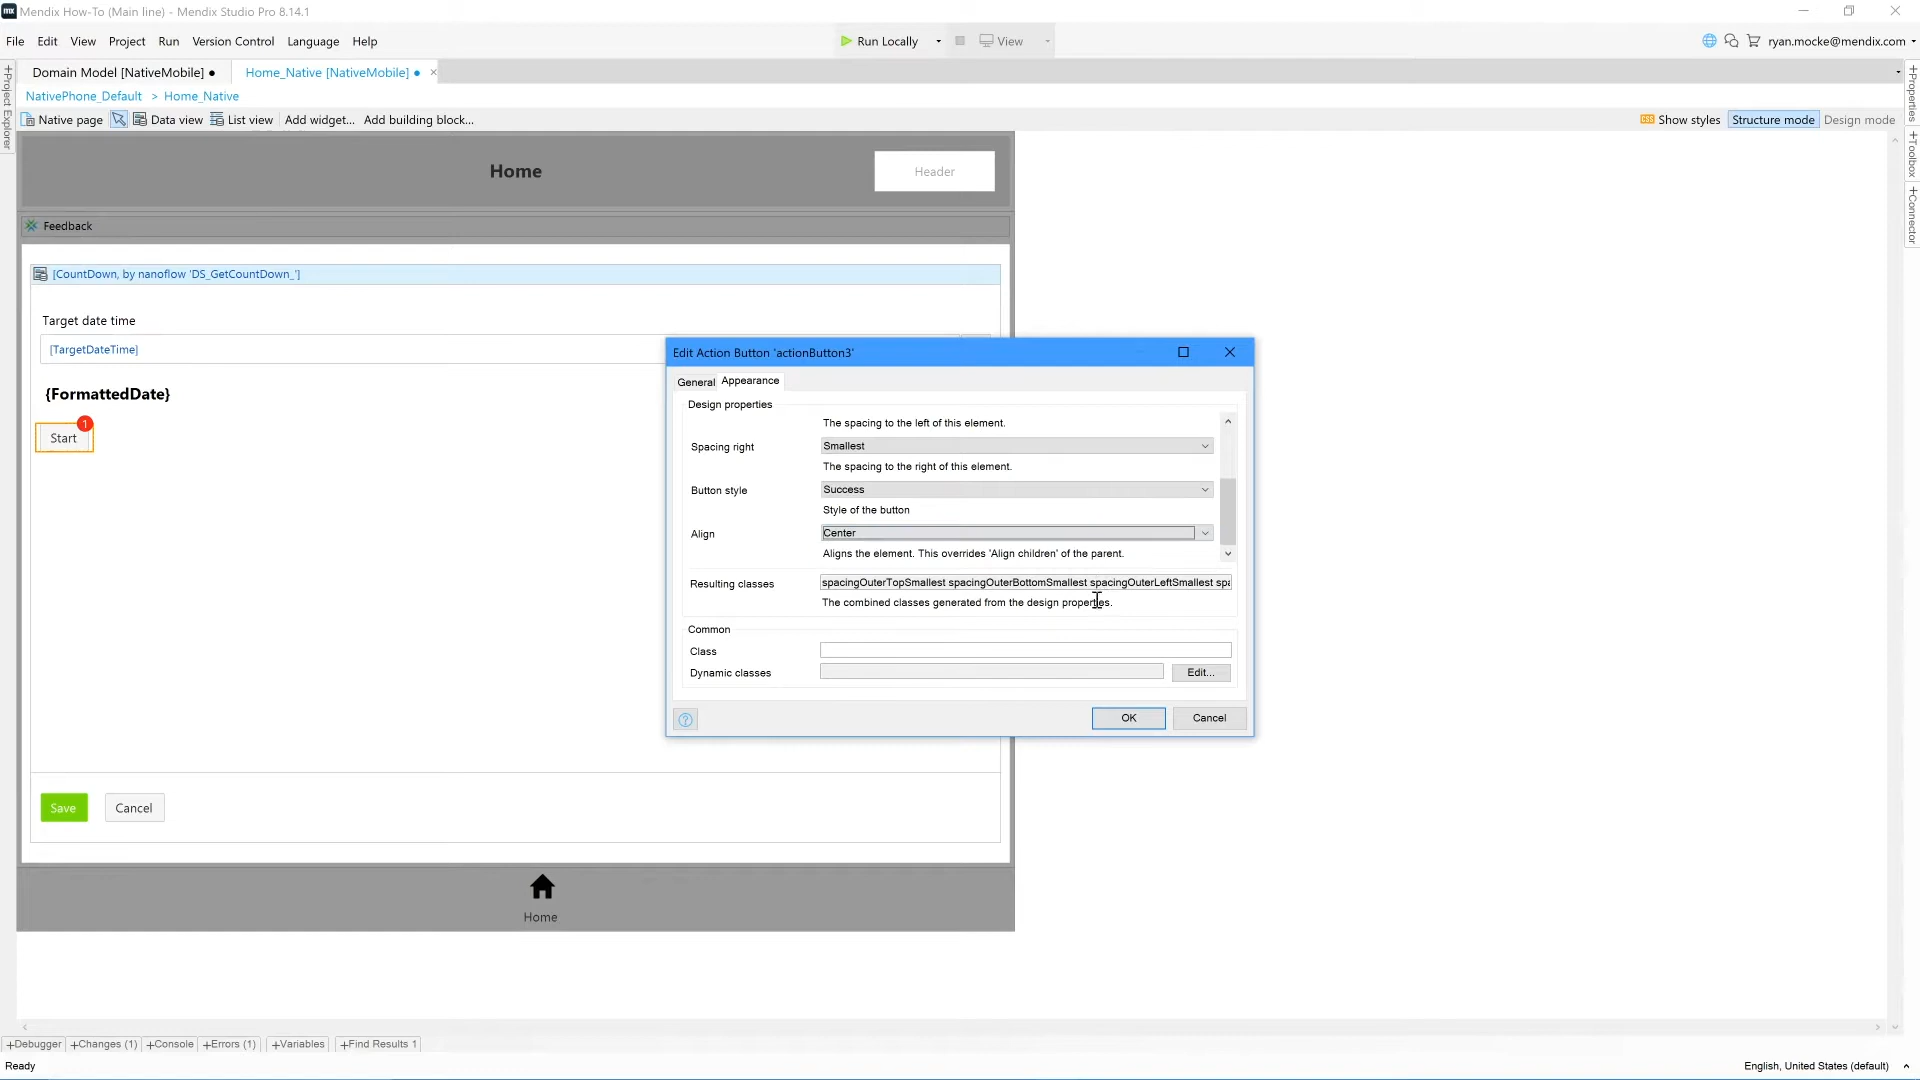 Mendix How-To (Main line) - Mendix Studio Pro 8.14.1
File Edit View Project Run Version Control Language Help
Run Locally View
ryan.mocke@mendix.com
Domain Model [NativeMobile] Home_Native [NativeMobile]
NativePhone_Default > Home_Native
Native page Data view List view Add widget... Add building block...
Show styles Structure mode Design mode
+Project Explorer
+Properties
+Toolbox
+Connector
Home
Header
Feedback
[CountDown, by nanoflow 'DS_GetCountDown_']
Target date time
[TargetDateTime]
{FormattedDate}
Start
1
Save Cancel
Home
Edit Action Button 'actionButton3'
General Appearance
Design properties
The spacing to the left of this element.
Spacing right Smallest
The spacing to the right of this element.
Button style Success
Style of the button
Align Center
Aligns the element. This overrides 'Align children' of the parent.
Resulting classes spacingOuterTopSmallest spacingOuterBottomSmallest spacingOuterLeftSmallest spa
The combined classes generated from the design properties.
Common
Class
Dynamic classes Edit...
? OK Cancel
+Debugger +Changes (1) +Console +Errors (1) +Variables +Find Results 1
Ready
English, United States (default)